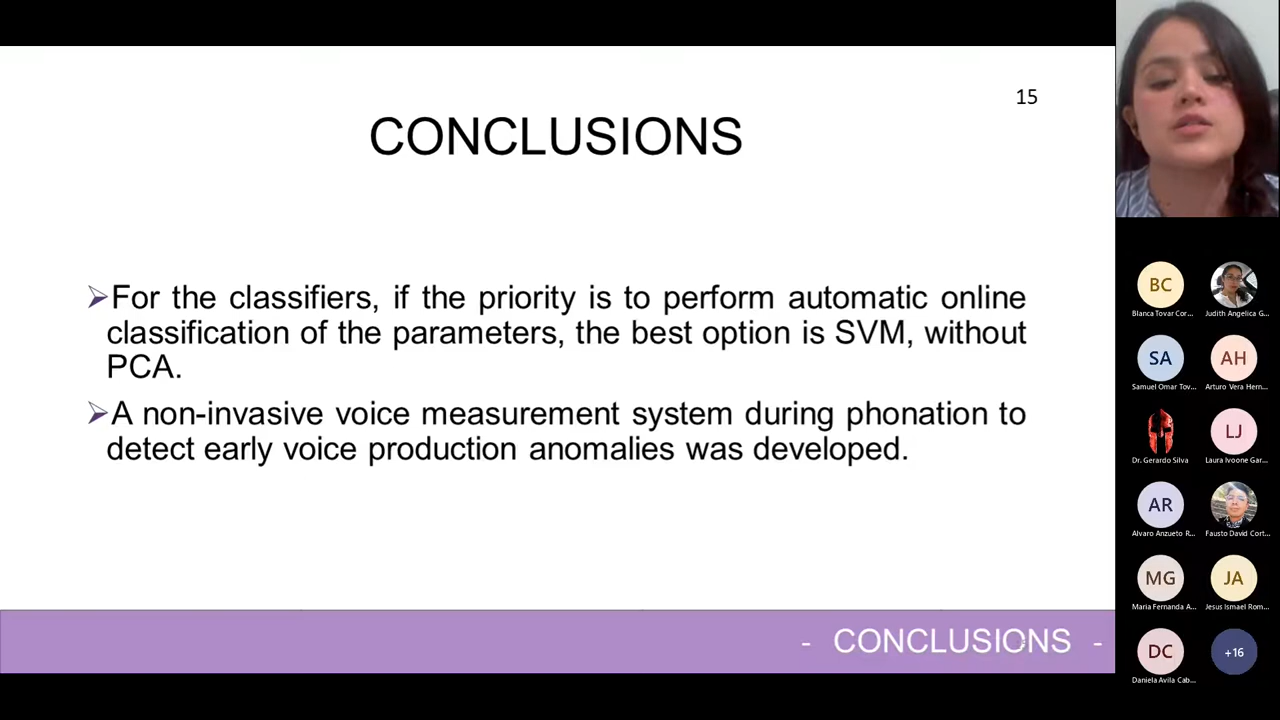 15
CONCLUSIONS
➢For the classifiers, if the priority is to perform automatic online
classification of the parameters, the best option is SVM, without
PCA.
➢A non-invasive voice measurement system during phonation to
detect early voice production anomalies was developed.
- CONCLUSIONS -
BC
Blanca Tovar Cor...
Judith Angelica G...
SA
AH
Samuel Omar Tov...
Arturo Vera Hern...
LJ
Dr. Gerardo Silva
Laura Ivoone Gar...
AR
Alvaro Anzueto R...
Fausto David Cort...
MG
JA
Maria Fernanda A...
Jesus Ismael Rom...
DC
+16
Daniela Avila Cab...